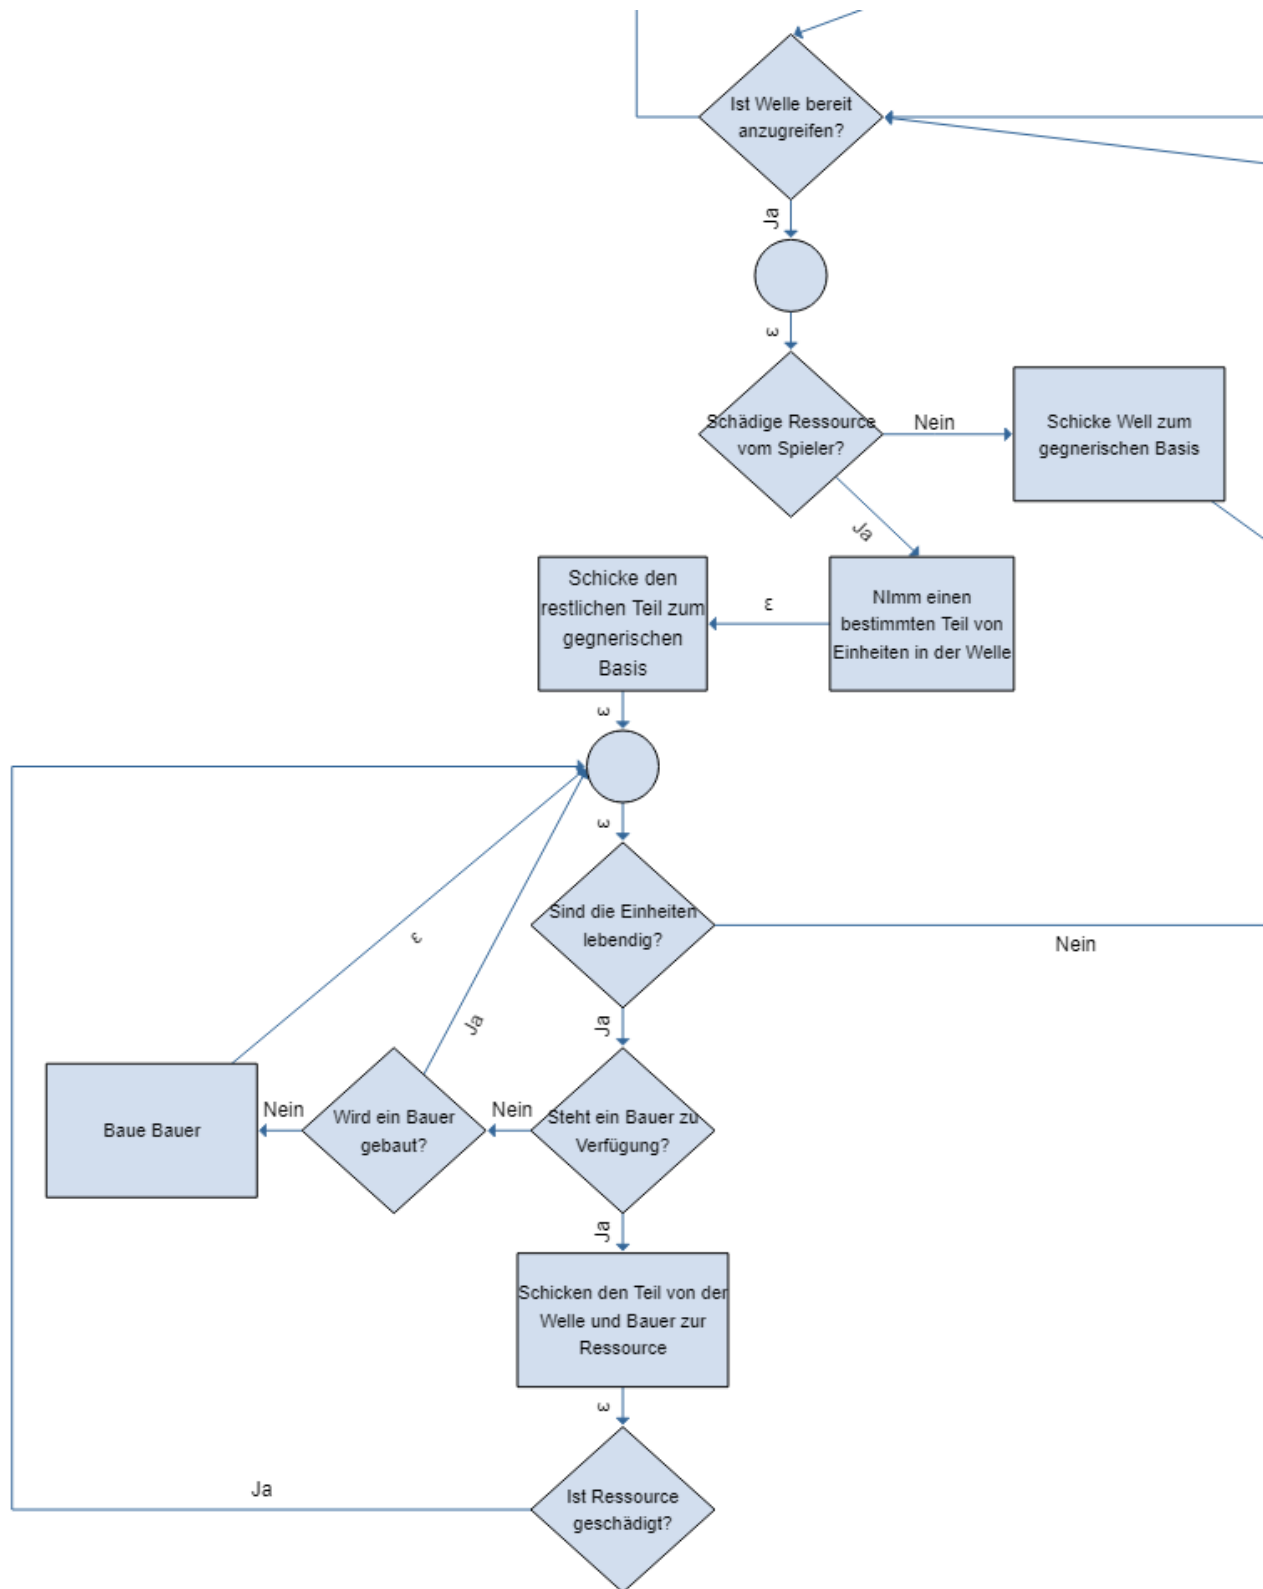 Ist Welle bereit
anzugreifen?
Ja
ε
Schädige Ressource
vom Spieler?
Nein
Schicke Well zum
gegnerischen Basis
Ja
Schicke den
restlichen Teil zum
gegnerischen
Basis
ε
NImm einen
bestimmten Teil von
Einheiten in der Welle
ε
ε
Sind die Einheiten
lebendig?
Nein
ε
Ja
Ja
Baue Bauer
Nein
Wird ein Bauer
gebaut?
Nein
Steht ein Bauer zu
Verfügung?
Ja
Schicken den Teil von der
Welle und Bauer zur
Ressource
ε
Ja
Ist Ressource
geschädigt?